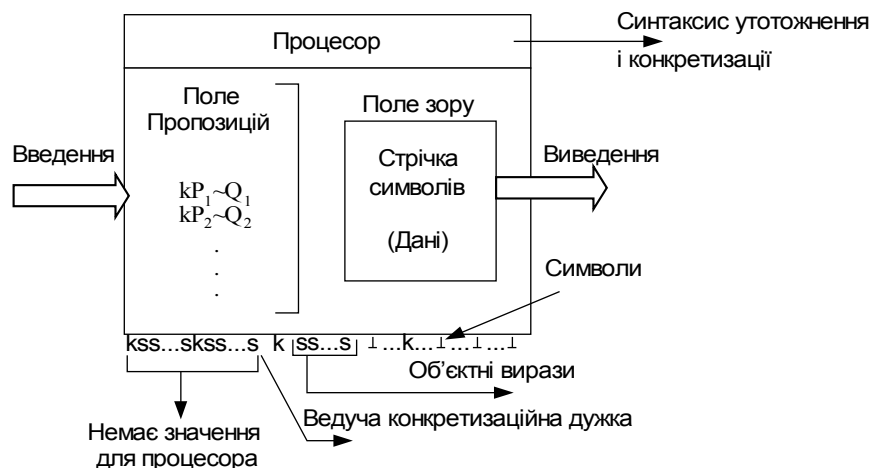 Процесор
Синтаксис утотожнення
і конкретизації
Поле
Пропозицій
Поле зору
Введення
Стрічка
символів
(Дані)
Виведення
kP₁~Q₁
kP₂~Q₂
.
.
.
Символи
kss...skss...s k ss...s ⊥...k...⊥...⊥...⊥
Об'єктні вирази
Ведуча конкретизаційна дужка
Немає значення
для процесора